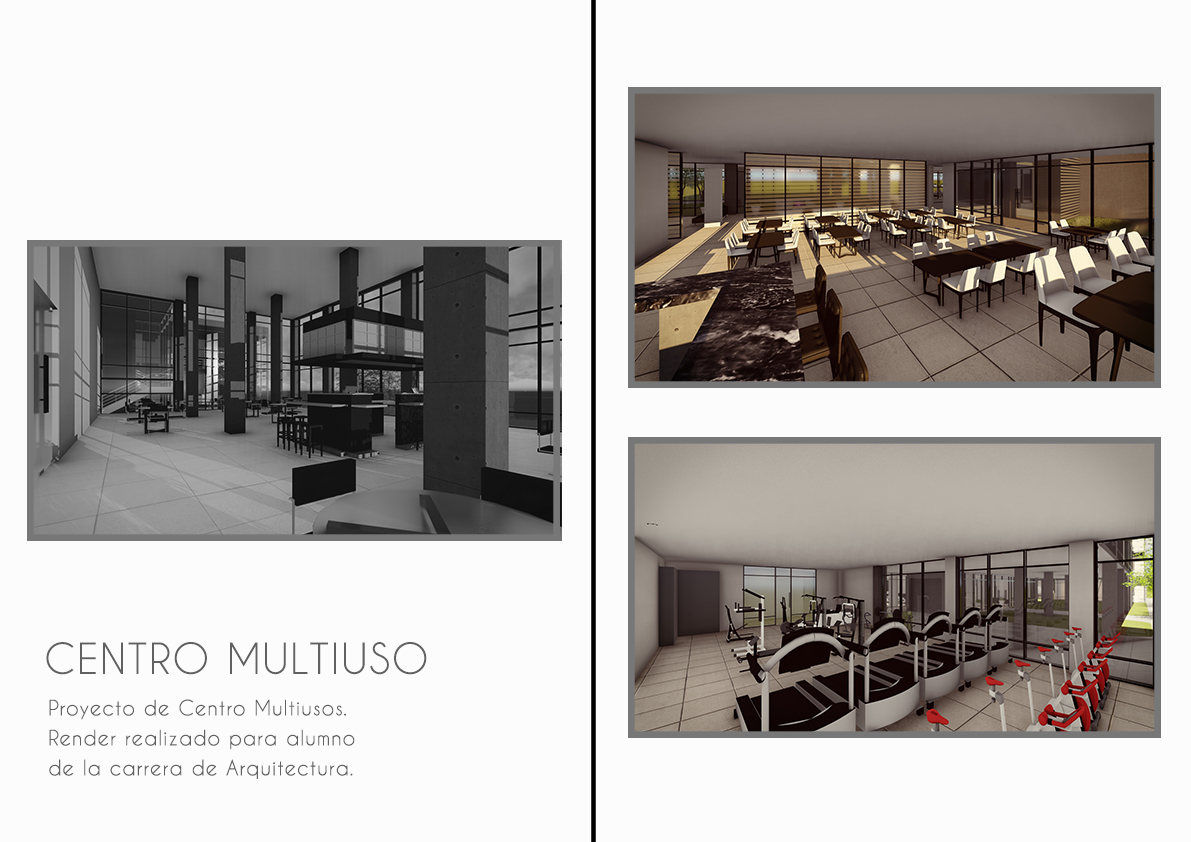 CENTRO MULTIUSO
Proyecto de Centro Multiusos.
Render realizado para alumno
de la carrera de Arquitectura.